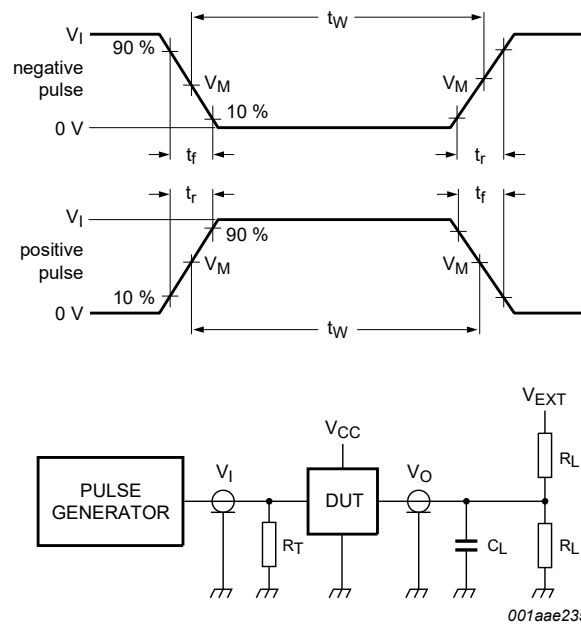 V_I
t_W
90 %
negative
pulse
V_M
V_M
10 %
0 V
t_f
t_r
t_r
t_f
V_I
90 %
positive
pulse
V_M
V_M
10 %
0 V
t_W
V_EXT
V_CC
R_L
PULSE
GENERATOR
V_I
DUT
V_O
R_T
C_L
R_L
001aae235